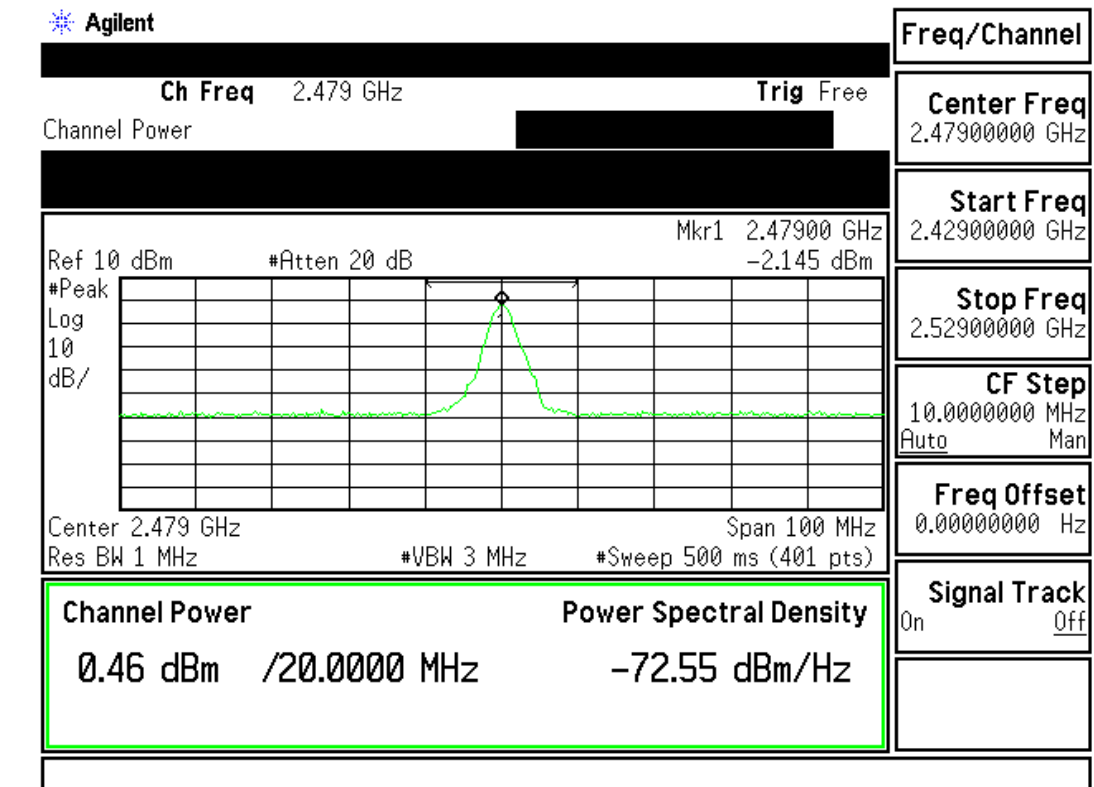 Agilent
Ch Freq 2.479 GHz Trig Free
Channel Power
Mkr1 2.47900 GHz
Ref 10 dBm #Atten 20 dB -2.145 dBm
#Peak
Log
10
dB/
Center 2.479 GHz Span 100 MHz
Res BW 1 MHz #VBW 3 MHz #Sweep 500 ms (401 pts)
Channel Power Power Spectral Density
0.46 dBm /20.0000 MHz -72.55 dBm/Hz
Freq/Channel
Center Freq
2.47900000 GHz
Start Freq
2.42900000 GHz
Stop Freq
2.52900000 GHz
CF Step
10.0000000 MHz
Auto Man
Freq Offset
0.00000000 Hz
Signal Track
On Off